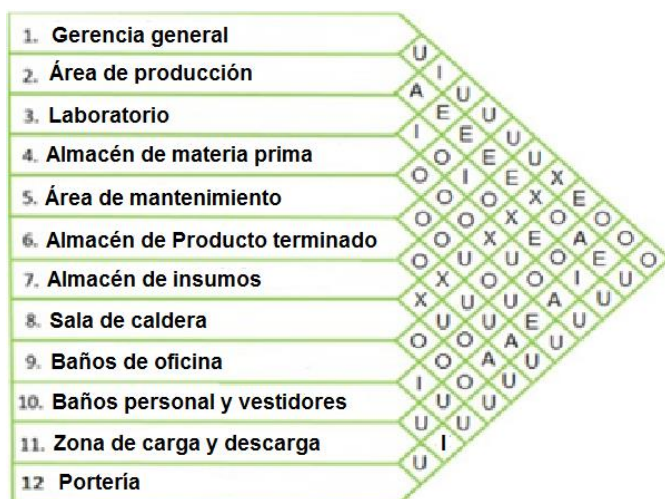 1. Gerencia general
U
2. Área de producción I
A U
3. Laboratorio E U
I E U
4. Almacén de materia prima O E U
O I E X
5. Área de mantenimiento O O X E
O O X O O
6. Almacén de Producto terminado O X E A O
O U U O E O
7. Almacén de insumos X O O I U
X U U A U
8. Sala de caldera U U E U
O O A U
9. Baños de oficina O A U
I O U
10. Baños personal y vestidores U U
U U
11. Zona de carga y descarga I
U
12 Portería